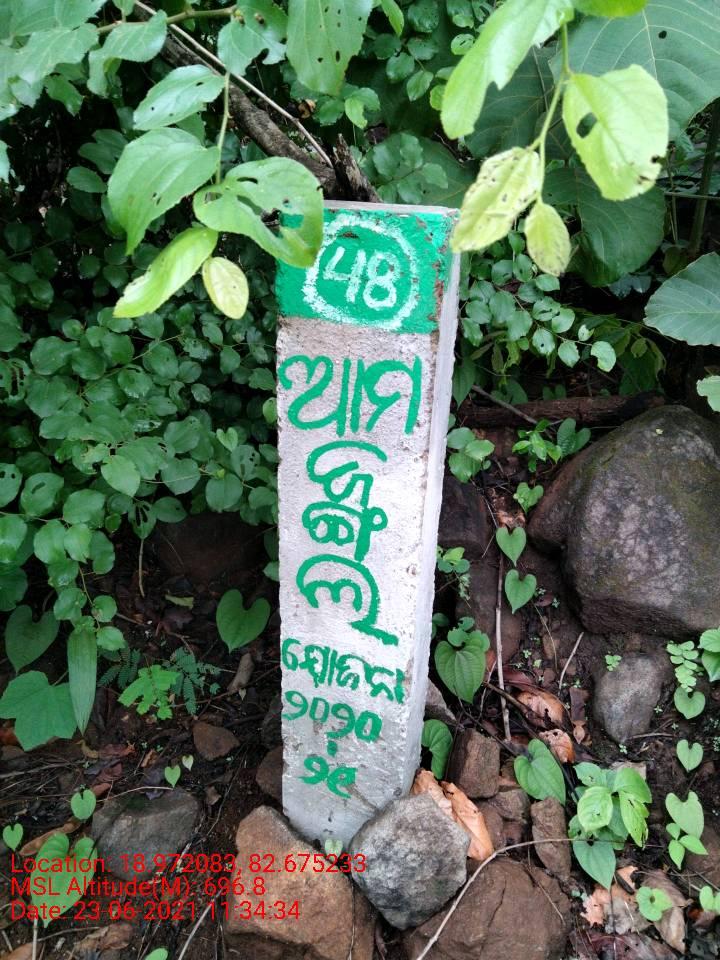 48
ଆମ
ଜ
ଙ୍ଗ
ଲ
ଯୋଜନା
୨୦୨୦
-
୨୧
Location: 18.972083, 82.675233
MSL Altitude(M): 696.8
Date: 23-06-2021 11:34:34